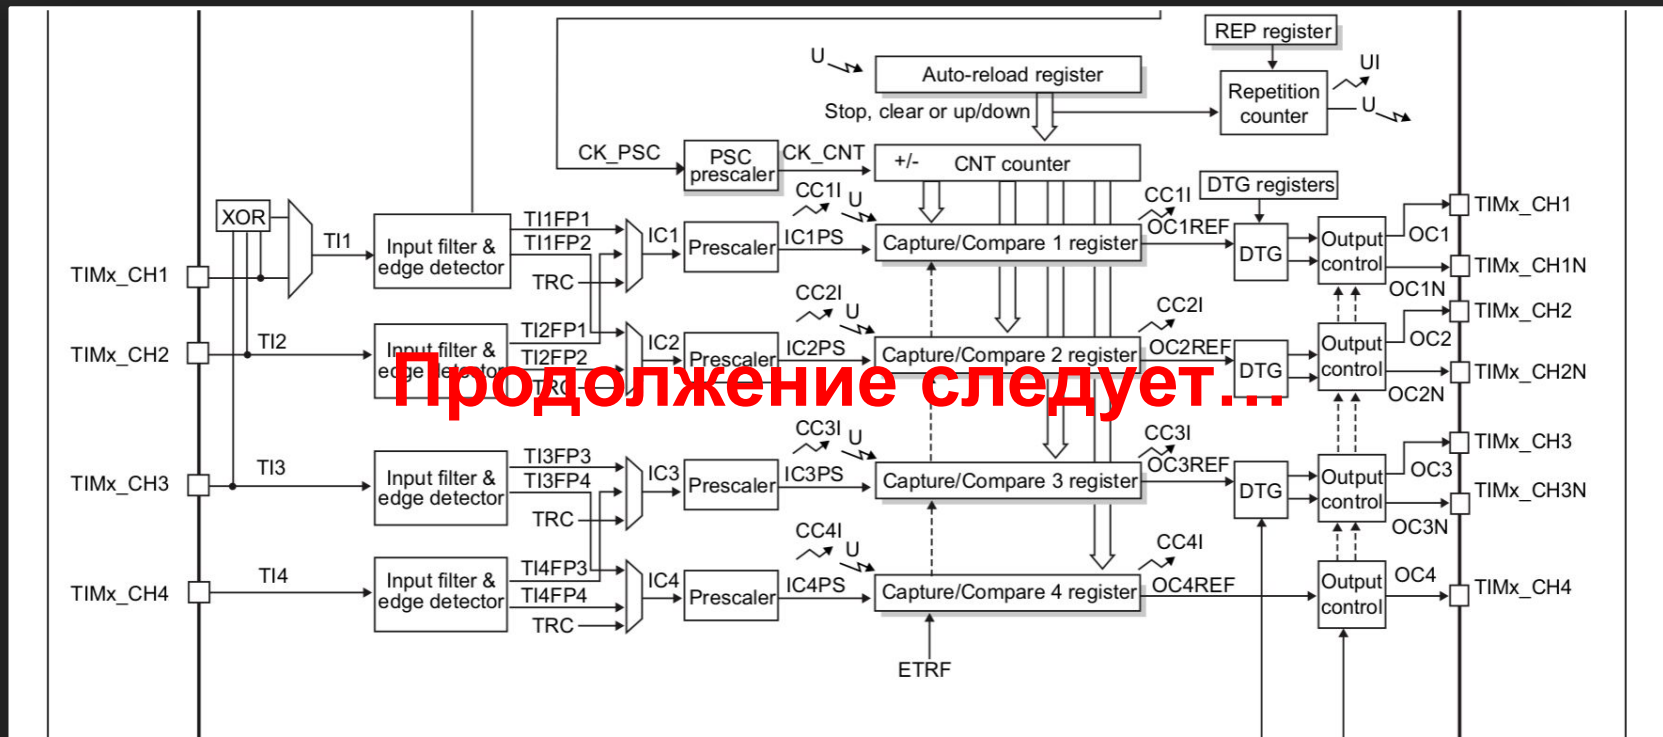 REP register
U
Auto-reload register
UI
Repetition
counter
U
Stop, clear or up/down
CK_PSC
PSC
prescaler
CK_CNT
+/-
CNT counter
DTG registers
CC1I
U
CC1I
XOR
TI1
Input filter &
edge detector
TI1FP1
TI1FP2
TRC
IC1
Prescaler
IC1PS
Capture/Compare 1 register
OC1REF
DTG
Output
control
OC1
TIMx_CH1
TIMx_CH1N
OC1N
TIMx_CH1
CC2I
U
CC2I
TIMx_CH2
TIMx_CH2
TI2
Input filter &
edge detector
TI2FP1
TI2FP2
TRC
IC2
Prescaler
IC2PS
Capture/Compare 2 register
OC2REF
DTG
Output
control
OC2
TIMx_CH2N
OC2N
Продолжение следует...
CC3I
U
CC3I
TIMx_CH3
TIMx_CH3
TI3
Input filter &
edge detector
TI3FP3
TI3FP4
TRC
IC3
Prescaler
IC3PS
Capture/Compare 3 register
OC3REF
DTG
Output
control
OC3
TIMx_CH3N
OC3N
CC4I
U
CC4I
TIMx_CH4
TI4
Input filter &
edge detector
TI4FP3
TI4FP4
TRC
IC4
Prescaler
IC4PS
Capture/Compare 4 register
OC4REF
Output
control
OC4
TIMx_CH4
ETRF